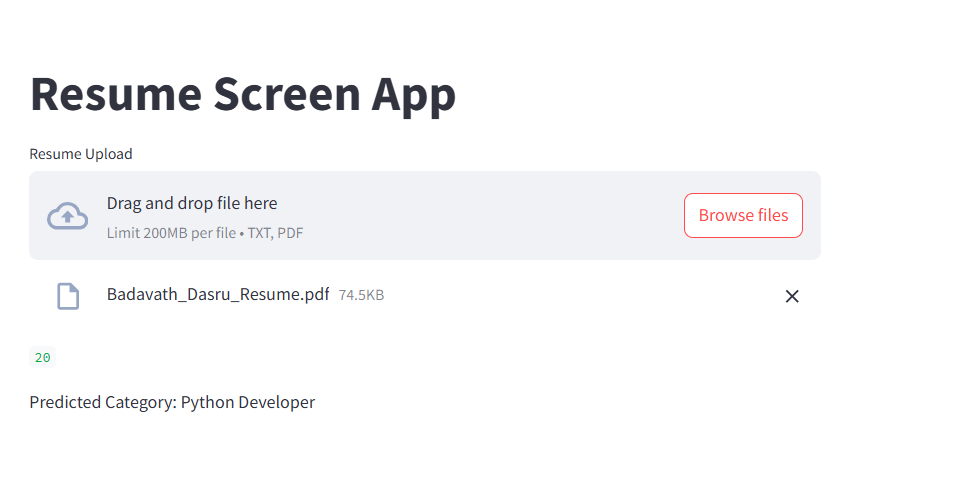 Resume Screen App
Resume Upload
Drag and drop file here
Limit 200MB per file • TXT, PDF
Browse files
Badavath_Dasru_Resume.pdf 74.5KB
20
Predicted Category: Python Developer